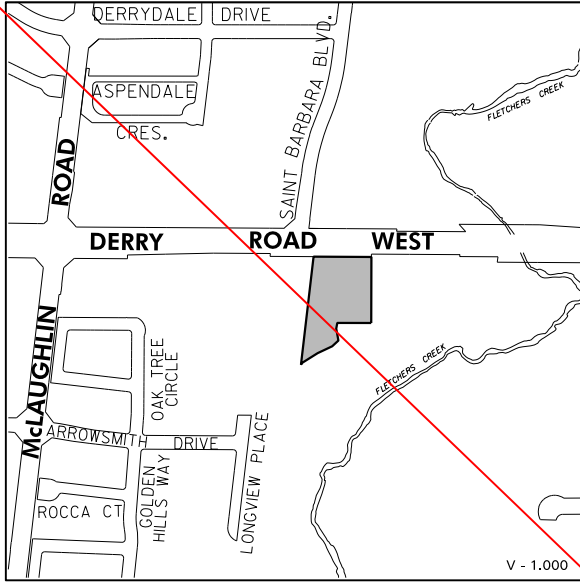 DERRYDALE DRIVE
SAINT BARBARA BLVD.
ASPENDALE
CRES.
FLETCHERS CREEK
ROAD
DERRY ROAD WEST
McLAUGHLIN
OAK TREE
CIRCLE
FLETCHERS CREEK
ARROWSMITH DRIVE
LONGVIEW PLACE
GOLDEN
HILLS WAY
ROCCA CT
V - 1.000